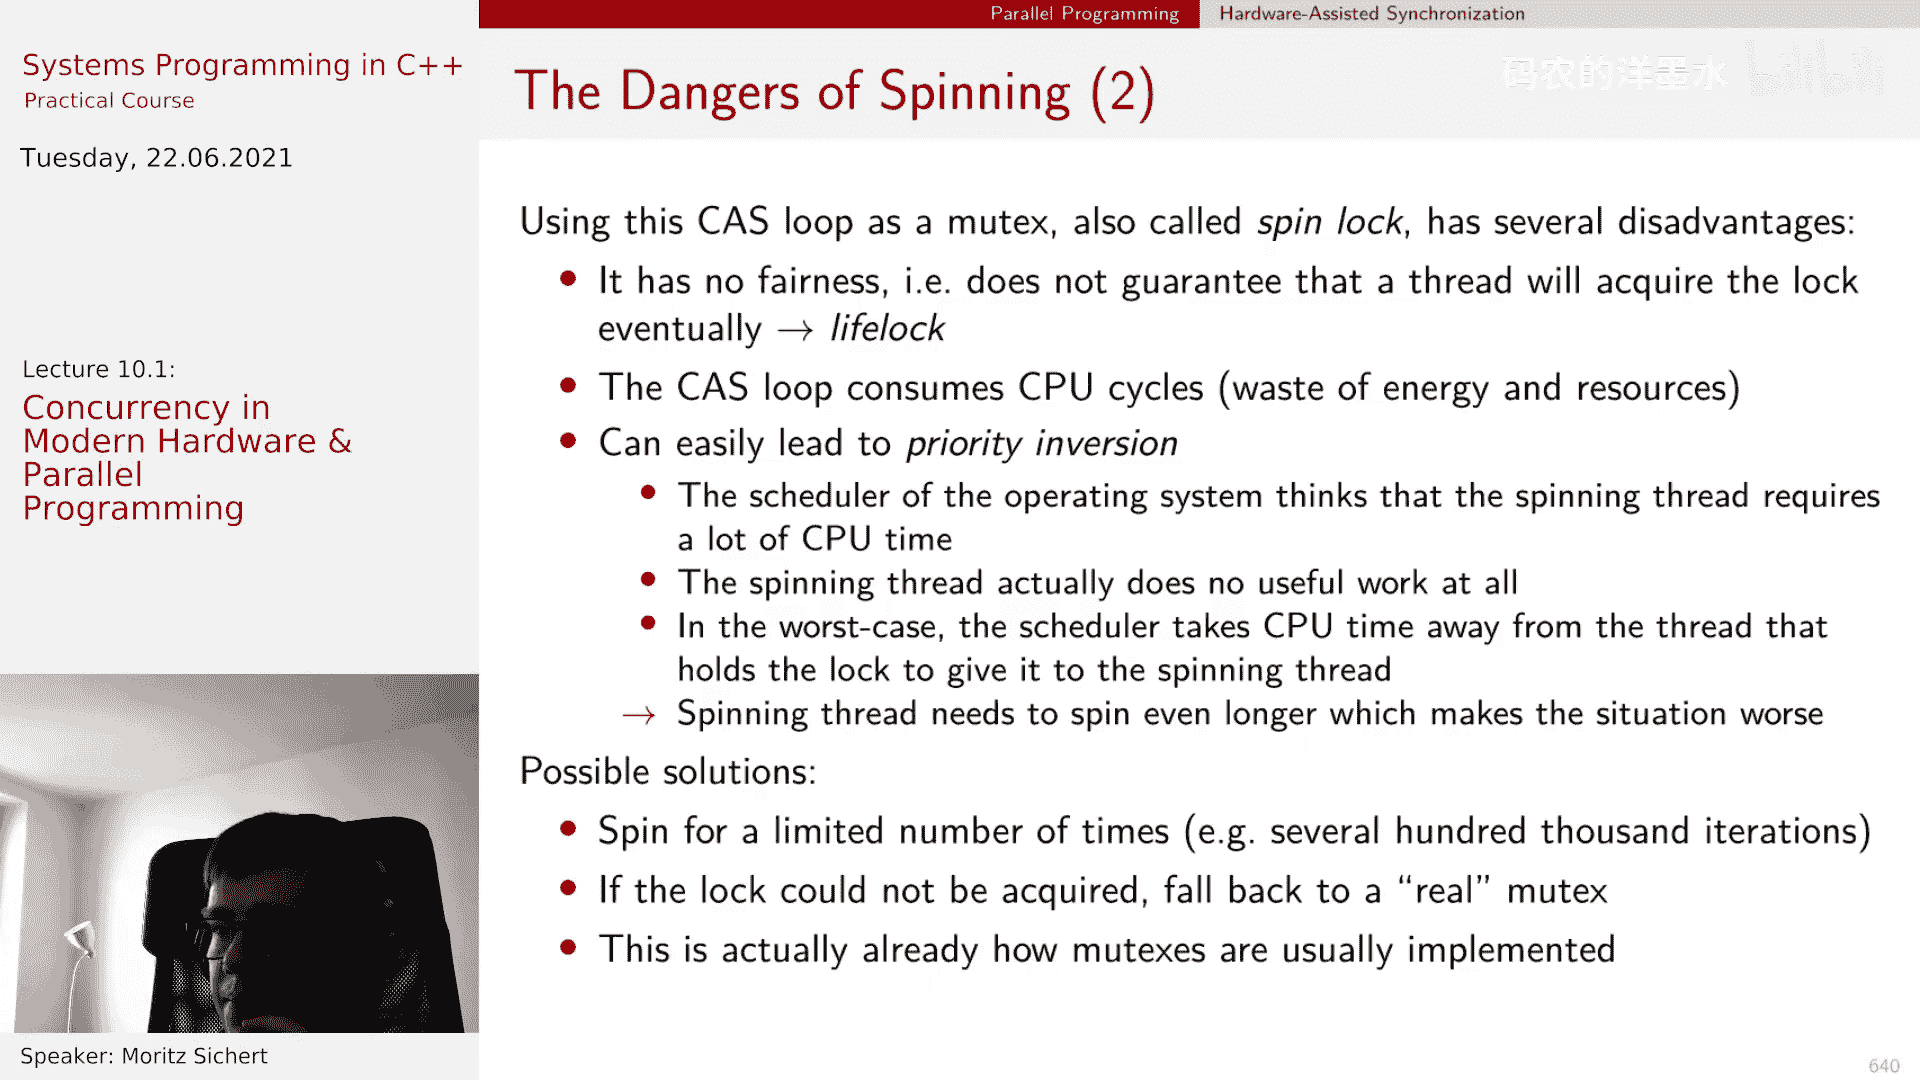 Parallel Programming
Hardware-Assisted Synchronization
Systems Programming in C++
Practical Course
Tuesday, 22.06.2021
Lecture 10.1:
Concurrency in
Modern Hardware &
Parallel
Programming
Speaker: Moritz Sichert
The Dangers of Spinning (2)
码农的洋墨水
bilibili
Using this CAS loop as a mutex, also called spin lock, has several disadvantages:
• It has no fairness, i.e. does not guarantee that a thread will acquire the lock
eventually → lifelock
• The CAS loop consumes CPU cycles (waste of energy and resources)
• Can easily lead to priority inversion
• The scheduler of the operating system thinks that the spinning thread requires
a lot of CPU time
• The spinning thread actually does no useful work at all
• In the worst-case, the scheduler takes CPU time away from the thread that
holds the lock to give it to the spinning thread
→ Spinning thread needs to spin even longer which makes the situation worse
Possible solutions:
• Spin for a limited number of times (e.g. several hundred thousand iterations)
• If the lock could not be acquired, fall back to a “real” mutex
• This is actually already how mutexes are usually implemented
640